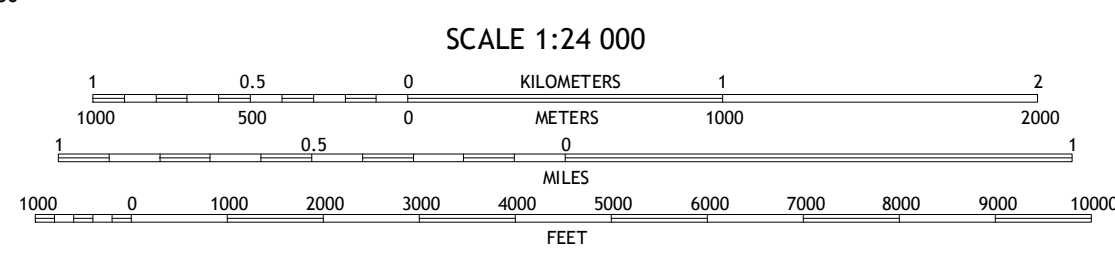 SCALE 1:24 000
1 0.5 0 KILOMETERS 1 2
1000 500 0 METERS 1000 2000
1 0.5 0 1
MILES
1000 0 1000 2000 3000 4000 5000 6000 7000 8000 9000 10000
FEET